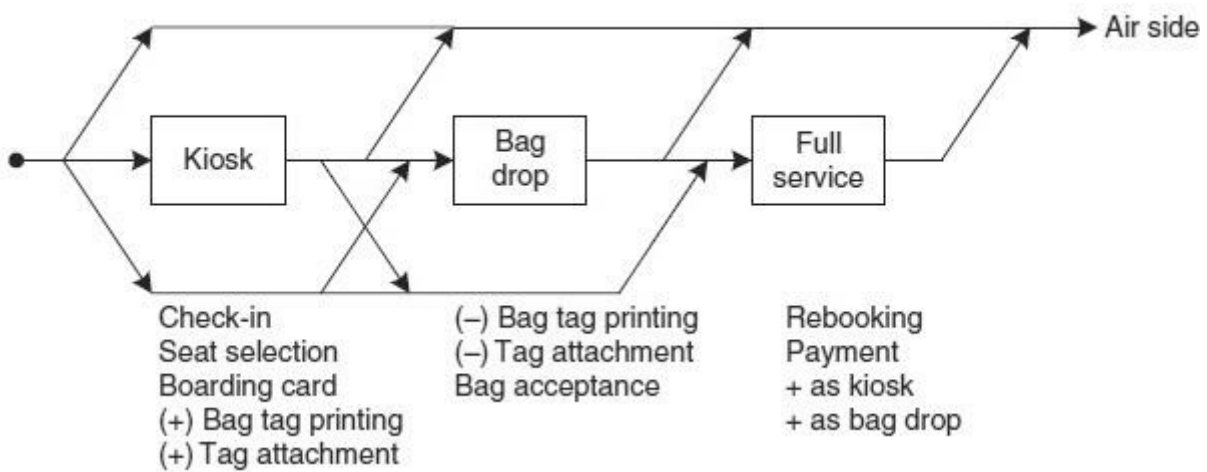 Air side
Kiosk
Bag
drop
Full
service
Check-in
Seat selection
Boarding card
(+) Bag tag printing
(+) Tag attachment
(–) Bag tag printing
(–) Tag attachment
Bag acceptance
Rebooking
Payment
+ as kiosk
+ as bag drop